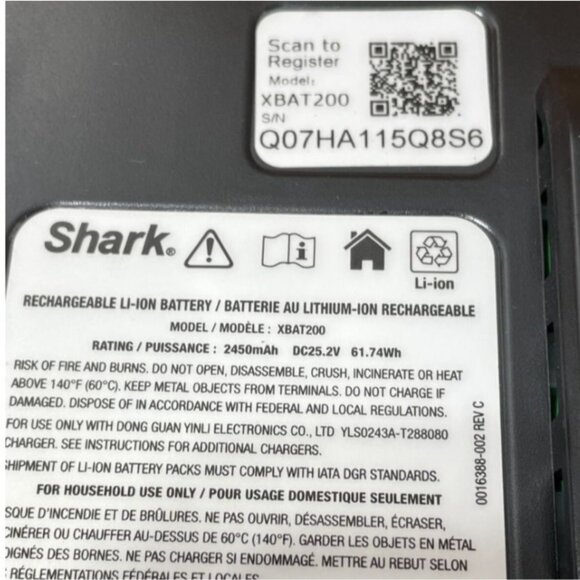 Scan to
Register
Model:
XBAT200
S/N
Q07HA115Q8S6
Shark®
Li-ion
RECHARGEABLE LI-ION BATTERY / BATTERIE AU LITHIUM-ION RECHARGEABLE
MODEL / MODÈLE : XBAT200
RATING / PUISSANCE : 2450mAh DC25.2V 61.74Wh
RISK OF FIRE AND BURNS. DO NOT OPEN, DISASSEMBLE, CRUSH, INCINERATE OR HEAT
ABOVE 140°F (60°C). KEEP METAL OBJECTS FROM TERMINALS. DO NOT CHARGE IF
DAMAGED. DISPOSE OF IN ACCORDANCE WITH FEDERAL AND LOCAL REGULATIONS.
FOR USE ONLY WITH DONG GUAN YINLI ELECTRONICS CO., LTD YLS0243A-T288080
CHARGER. SEE INSTRUCTIONS FOR ADDITIONAL CHARGERS.
SHIPMENT OF LI-ION BATTERY PACKS MUST COMPLY WITH IATA DGR STANDARDS.
FOR HOUSEHOLD USE ONLY / POUR USAGE DOMESTIQUE SEULEMENT
SQUE D'INCENDIE ET DE BRÛLURES. NE PAS OUVRIR, DÉSASSEMBLER, ÉCRASER,
CINÉRER OU CHAUFFER AU-DESSUS DE 60°C (140°F). GARDER LES OBJETS EN MÉTAL
OIGNÉS DES BORNES. NE PAS CHARGER SI ENDOMMAGÉ. METTRE AU REBUT SELON
RÉGLEMENTATIONS FÉDÉRALES ET LOCALES
0016388-002 REV C